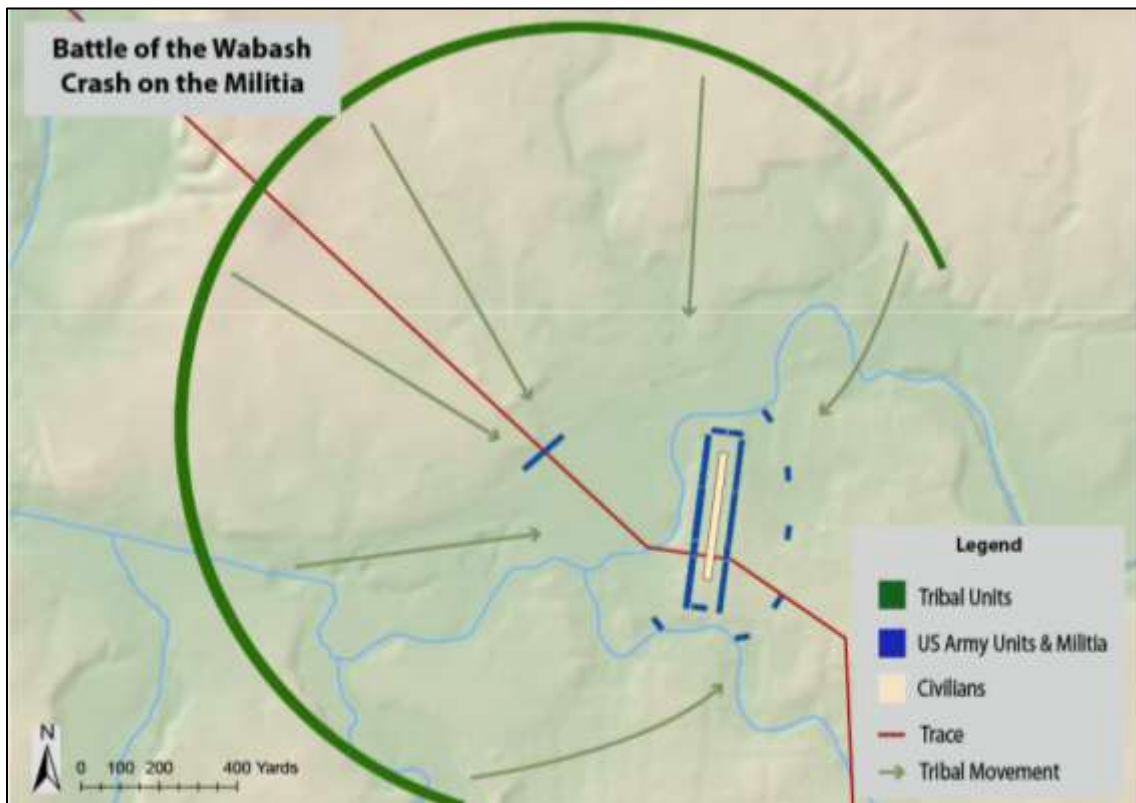 Battle of the Wabash
Crash on the Militia
Legend
Tribal Units
US Army Units & Militia
Civilians
Trace
Tribal Movement
N
0 100 200 400 Yards